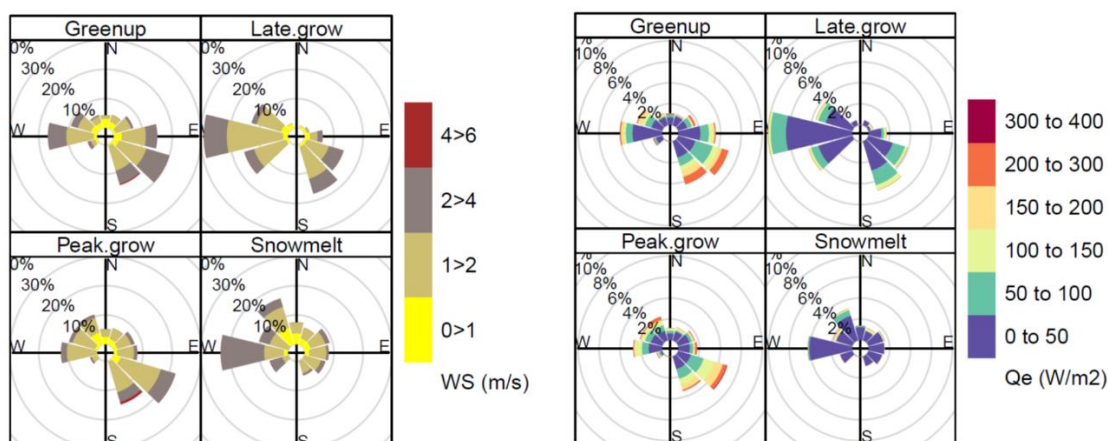 Greenup
Late.grow
0%
30%
20%
10%
N
W
0%
30%
20%
10%
N
E
S
4>6
2>4
1>2
0>1
WS (m/s)
Peak.grow
Snowmelt
0%
30%
20%
10%
N
W
S
0%
30%
20%
10%
N
E
S
Greenup
Late.grow
%
10%
8%
6%
4%
2%
N
W
%
10%
8%
6%
4%
2%
N
E
S
300 to 400
200 to 300
150 to 200
100 to 150
50 to 100
0 to 50
Qe (W/m2)
Peak.grow
Snowmelt
%
10%
8%
6%
4%
2%
N
W
S
%
10%
8%
6%
4%
2%
N
E
S